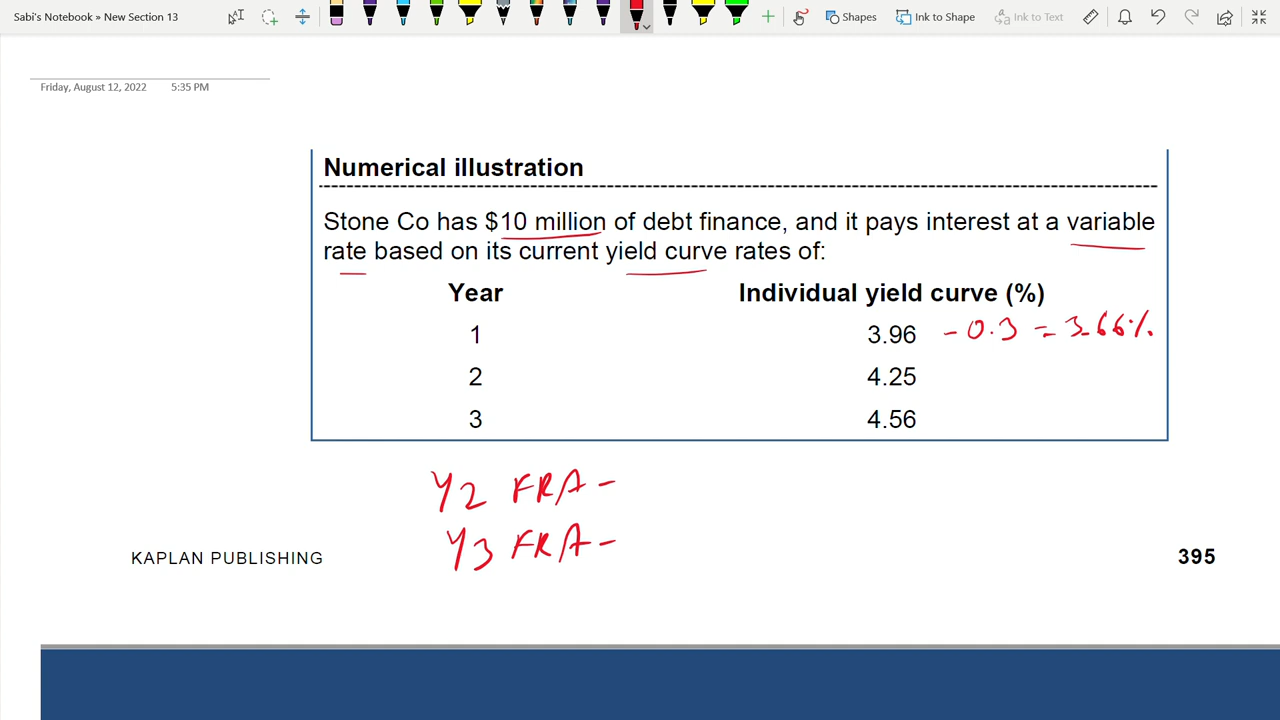 Sabi's Notebook » New Section 13
Shapes
Ink to Shape
Ink to Text
Friday, August 12, 2022 5:35 PM
Numerical illustration
Stone Co has $10 million of debt finance, and it pays interest at a variable
rate based on its current yield curve rates of:
Year Individual yield curve (%)
1 3.96 - 0.3 = 3.66%
2 4.25
3 4.56
Y2 FRA -
Y3 FRA -
KAPLAN PUBLISHING 395